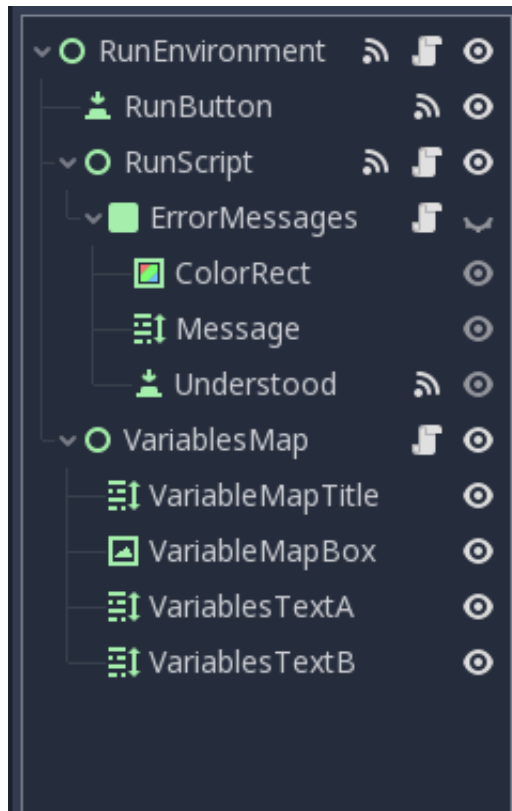 RunEnvironment
RunButton
RunScript
ErrorMessages
ColorRect
Message
Understood
VariablesMap
VariableMapTitle
VariableMapBox
VariablesTextA
VariablesTextB